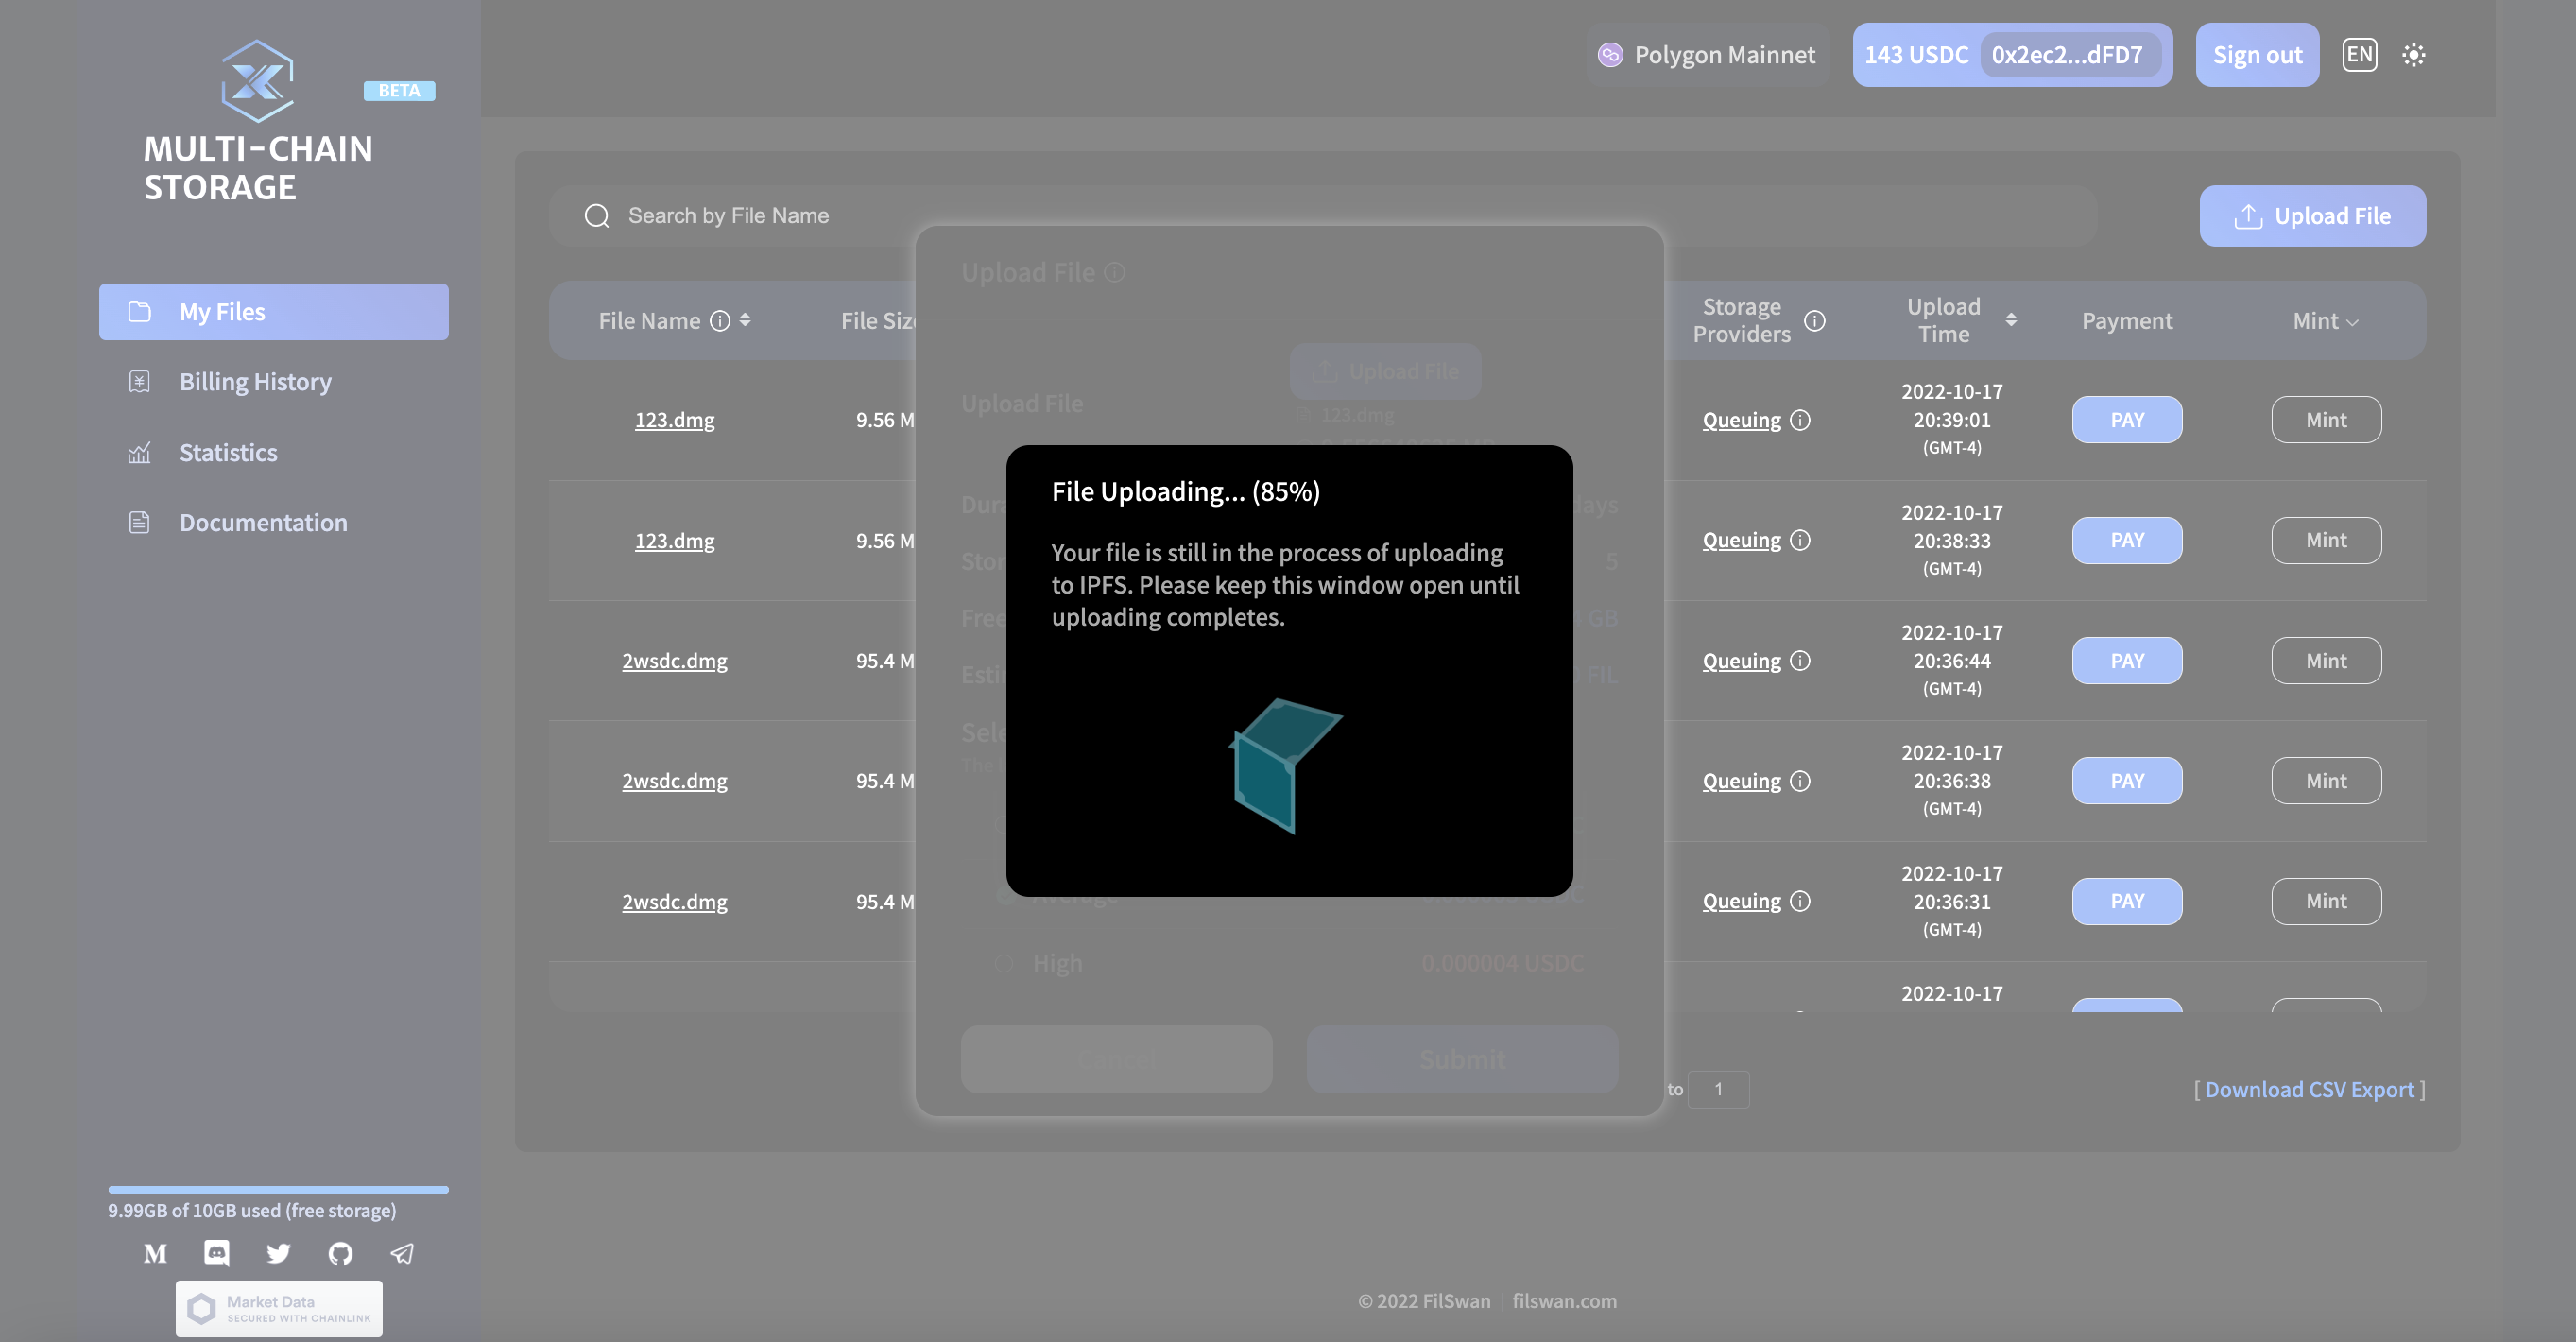 BETA
MULTI-CHAIN
STORAGE
My Files
Billing History
Statistics
Documentation
9.99GB of 10GB used (free storage)
Market Data
SECURED WITH CHAINLINK
Polygon Mainnet
143 USDC 0x2ec2...dFD7
Sign out
EN
Search by File Name
Upload File
File Name
File Size
Storage
Providers
Upload
Time
Payment
Mint
123.dmg
9.56 M
Queuing
2022-10-17
20:39:01
(GMT-4)
PAY
Mint
123.dmg
9.56 M
Queuing
2022-10-17
20:38:33
(GMT-4)
PAY
Mint
2wsdc.dmg
95.4 M
Queuing
2022-10-17
20:36:44
(GMT-4)
PAY
Mint
2wsdc.dmg
95.4 M
Queuing
2022-10-17
20:36:38
(GMT-4)
PAY
Mint
2wsdc.dmg
95.4 M
Queuing
2022-10-17
20:36:31
(GMT-4)
PAY
Mint
2022-10-17
to 1
[ Download CSV Export ]
Upload File
Upload File
Upload File
123.dmg
days
5
GB
FIL
The
Average
High
0.000004 USDC
Cancel
Submit
File Uploading... (85%)
Your file is still in the process of uploading
to IPFS. Please keep this window open until
uploading completes.
© 2022 FilSwan
filswan.com